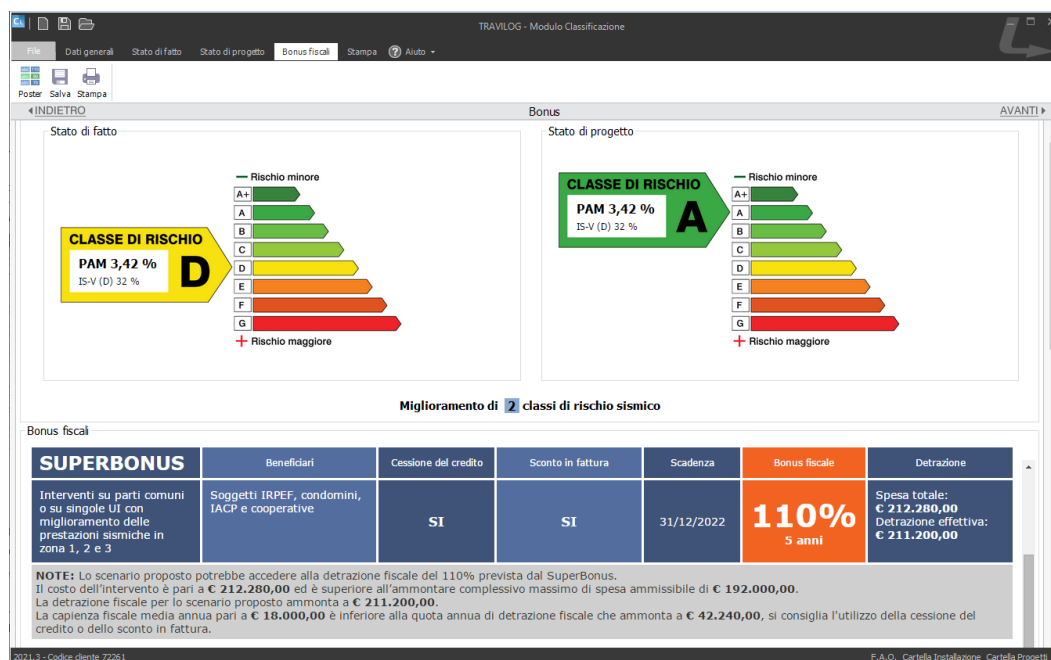 CL
TRAVILOG - Modulo Classificazione
File Dati generali Stato di fatto Stato di progetto Bonus fiscali Stampa ? Aiuto
Poster Salva Stampa
INDIETRO Bonus AVANTI
Stato di fatto
– Rischio minore
A+
A
B
C
D
E
F
G
+ Rischio maggiore
CLASSE DI RISCHIO
PAM 3,42 %
IS-V (D) 32 %
D
Stato di progetto
– Rischio minore
A+
A
B
C
D
E
F
G
+ Rischio maggiore
CLASSE DI RISCHIO
PAM 3,42 %
IS-V (D) 32 %
A
Miglioramento di 2 classi di rischio sismico
Bonus fiscali
SUPERBONUS Beneficiari Cessione del credito Sconto in fattura Scadenza Bonus fiscale Detrazione
Interventi su parti comuni
o su singole UI con
miglioramento delle
prestazioni sismiche in
zona 1, 2 e 3
Soggetti IRPEF, condomini,
IACP e cooperative
SI
SI
31/12/2022
110%
5 anni
Spesa totale:
€ 212.280,00
Detrazione effettiva:
€ 211.200,00
NOTE: Lo scenario proposto potrebbe accedere alla detrazione fiscale del 110% prevista dal SuperBonus.
Il costo dell'intervento è pari a € 212.280,00 ed è superiore all'ammontare complessivo massimo di spesa ammissibile di € 192.000,00.
La detrazione fiscale per lo scenario proposto ammonta a € 211.200,00.
La capienza fiscale media annua pari a € 18.000,00 è inferiore alla quota annua di detrazione fiscale che ammonta a € 42.240,00, si consiglia l'utilizzo della cessione del
credito o dello sconto in fattura.
2021.3 - Codice cliente 72261 F.A.Q. Cartella Installazione Cartella Progetti